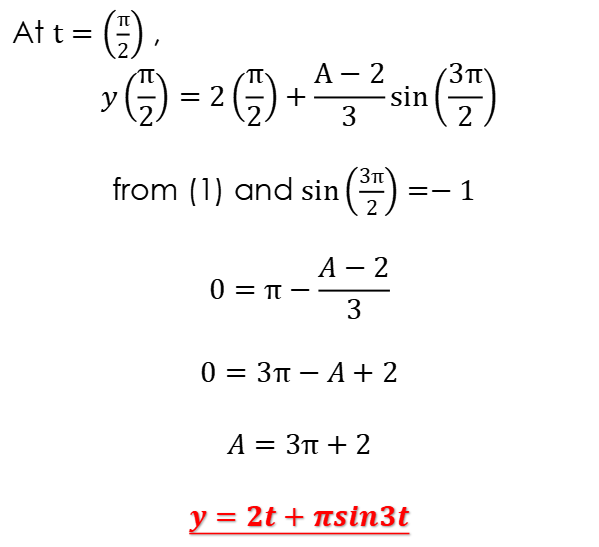 At t = (π/2) ,
y(π/2) = 2(π/2) + (A − 2)/3 sin(3π/2)
from (1) and sin(3π/2) =− 1
0 = π − (A − 2)/3
0 = 3π − A + 2
A = 3π + 2
y = 2t + πsin3t